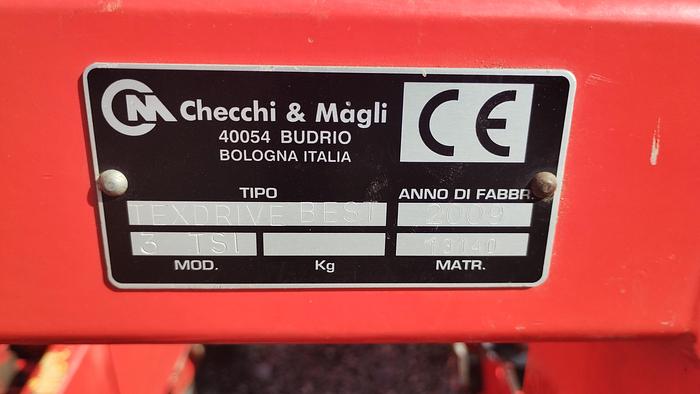 CM Checchi & Màgli CE
40054 BUDRIO
BOLOGNA ITALIA
TIPO ANNO DI FABBR.
TEXDRIVE BEST 2009
3 TSI 13140
MOD. Kg MATR.